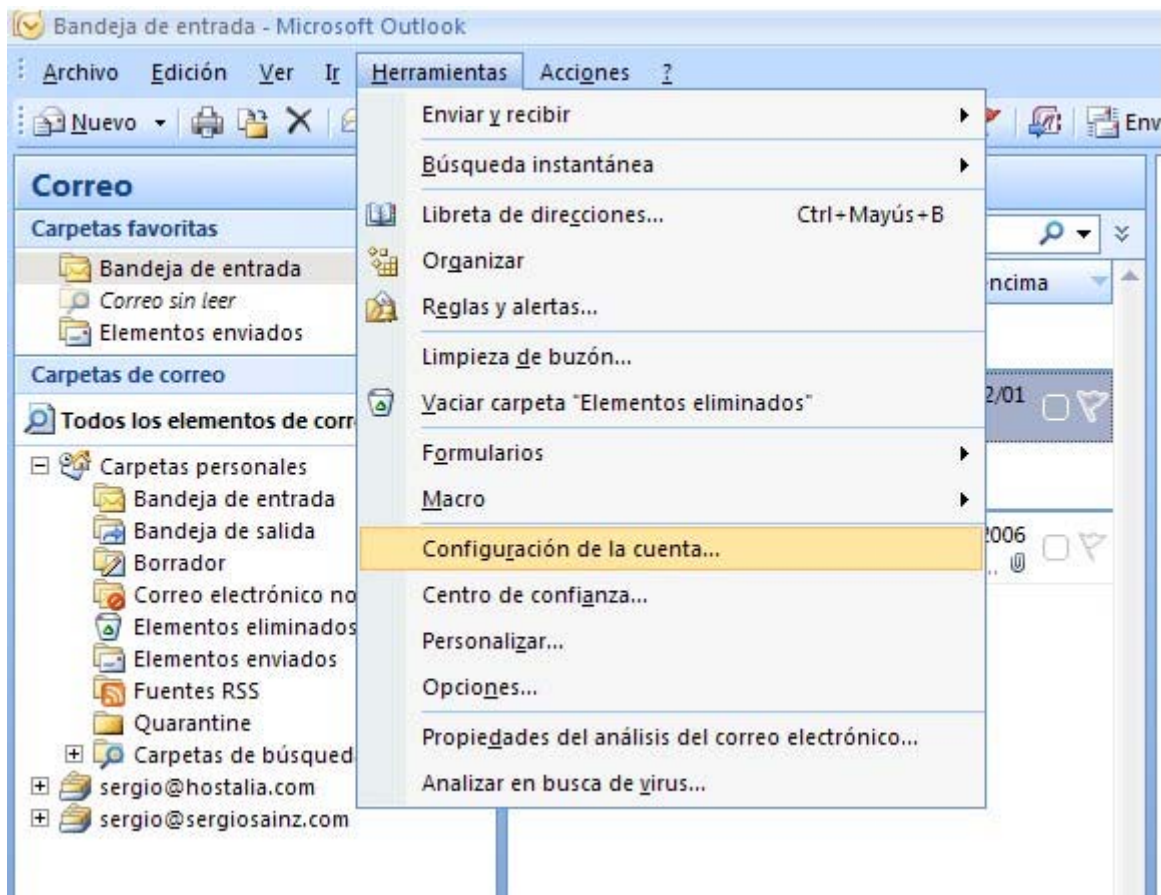 Bandeja de entrada - Microsoft Outlook
Archivo Edición Ver Ir Herramientas Acciones ?
Nuevo
Enviar y recibir
Búsqueda instantánea
Libreta de direcciones... Ctrl+Mayús+B
Organizar
Reglas y alertas...
Limpieza de buzón...
Vaciar carpeta "Elementos eliminados"
Formularios
Macro
Configuración de la cuenta...
Centro de confianza...
Personalizar...
Opciones...
Propiedades del análisis del correo electrónico...
Analizar en busca de virus...
Correo
Carpetas favoritas
Bandeja de entrada
Correo sin leer
Elementos enviados
Carpetas de correo
Todos los elementos de corr
Carpetas personales
Bandeja de entrada
Bandeja de salida
Borrador
Correo electrónico no
Elementos eliminados
Elementos enviados
Fuentes RSS
Quarantine
Carpetas de búsqued
sergio@hostalia.com
sergio@sergiosainz.com
Env
ncima
2/01
2006